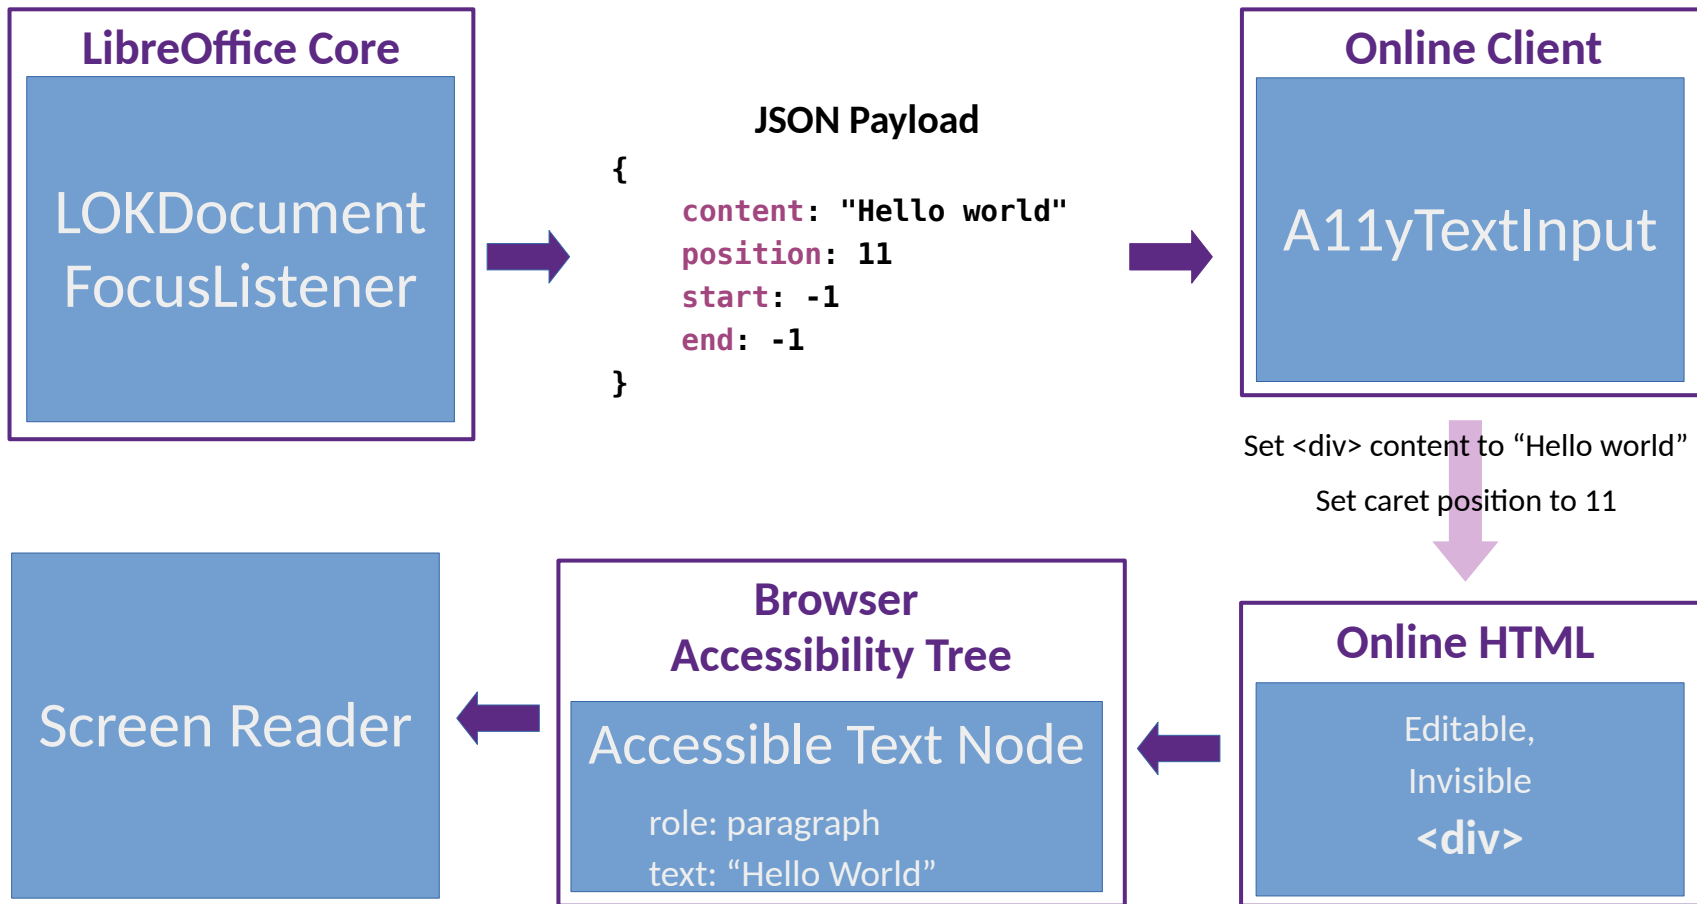 LibreOffice Core
LOKDocument
FocusListener
JSON Payload
{
content: "Hello world"
position: 11
start: -1
end: -1
}
Online Client
A11yTextInput
Set <div> content to “Hello world”
Set caret position to 11
Online HTML
Editable,
Invisible
<div>
Browser
Accessibility Tree
Accessible Text Node
role: paragraph
text: “Hello World”
Screen Reader